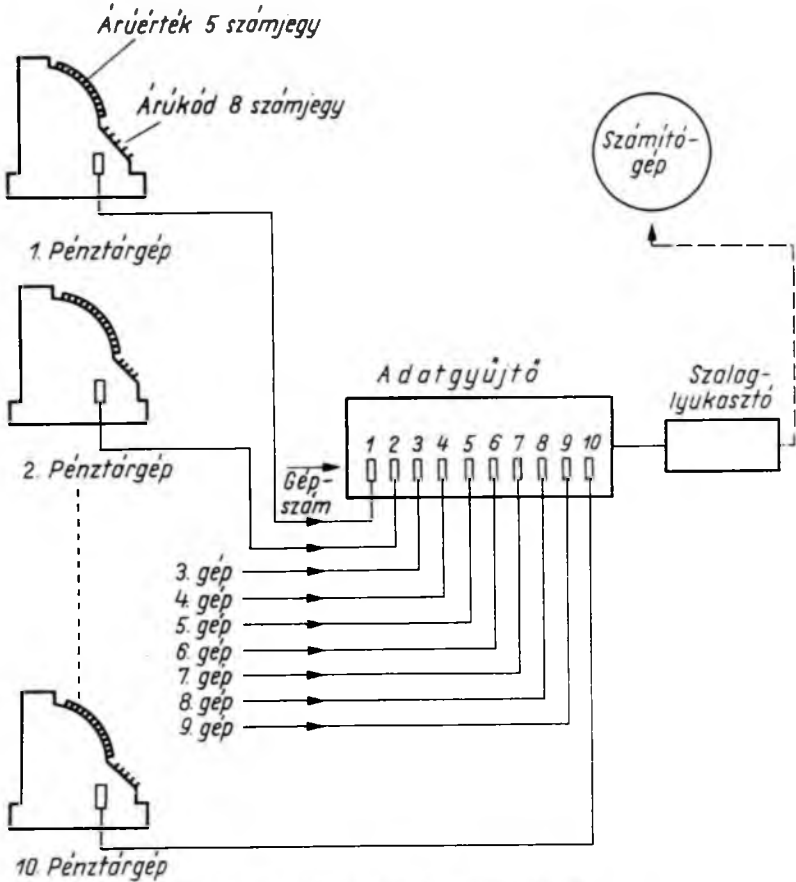 Árúérték 5 számjegy
Árúkód 8 számjegy
Számító-
gép
1. Pénztárgép
Adatgyűjtő
Szalag-
lyukasztó
1 2 3 4 5 6 7 8 9 10
Gép-
szám
2. Pénztárgép
3. gép
4. gép
5. gép
6. gép
7. gép
8. gép
9. gép
10. Pénztárgép